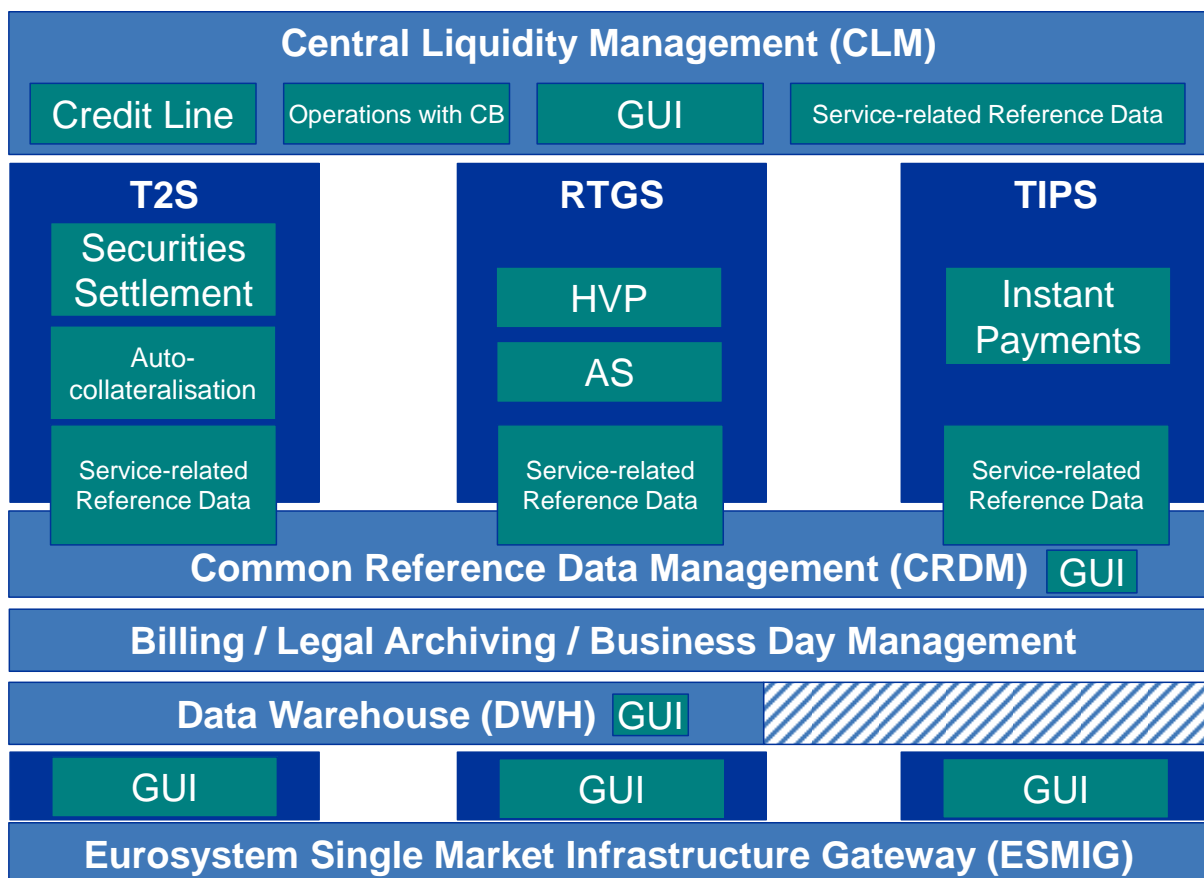 Central Liquidity Management (CLM)
Credit Line
Operations with CB
GUI
Service-related Reference Data
T2S
Securities
Settlement
Auto-
collateralisation
Service-related
Reference Data
RTGS
HVP
AS
Service-related
Reference Data
TIPS
Instant
Payments
Service-related
Reference Data
Common Reference Data Management (CRDM)
GUI
Billing / Legal Archiving / Business Day Management
Data Warehouse (DWH)
GUI
GUI
GUI
GUI
Eurosystem Single Market Infrastructure Gateway (ESMIG)